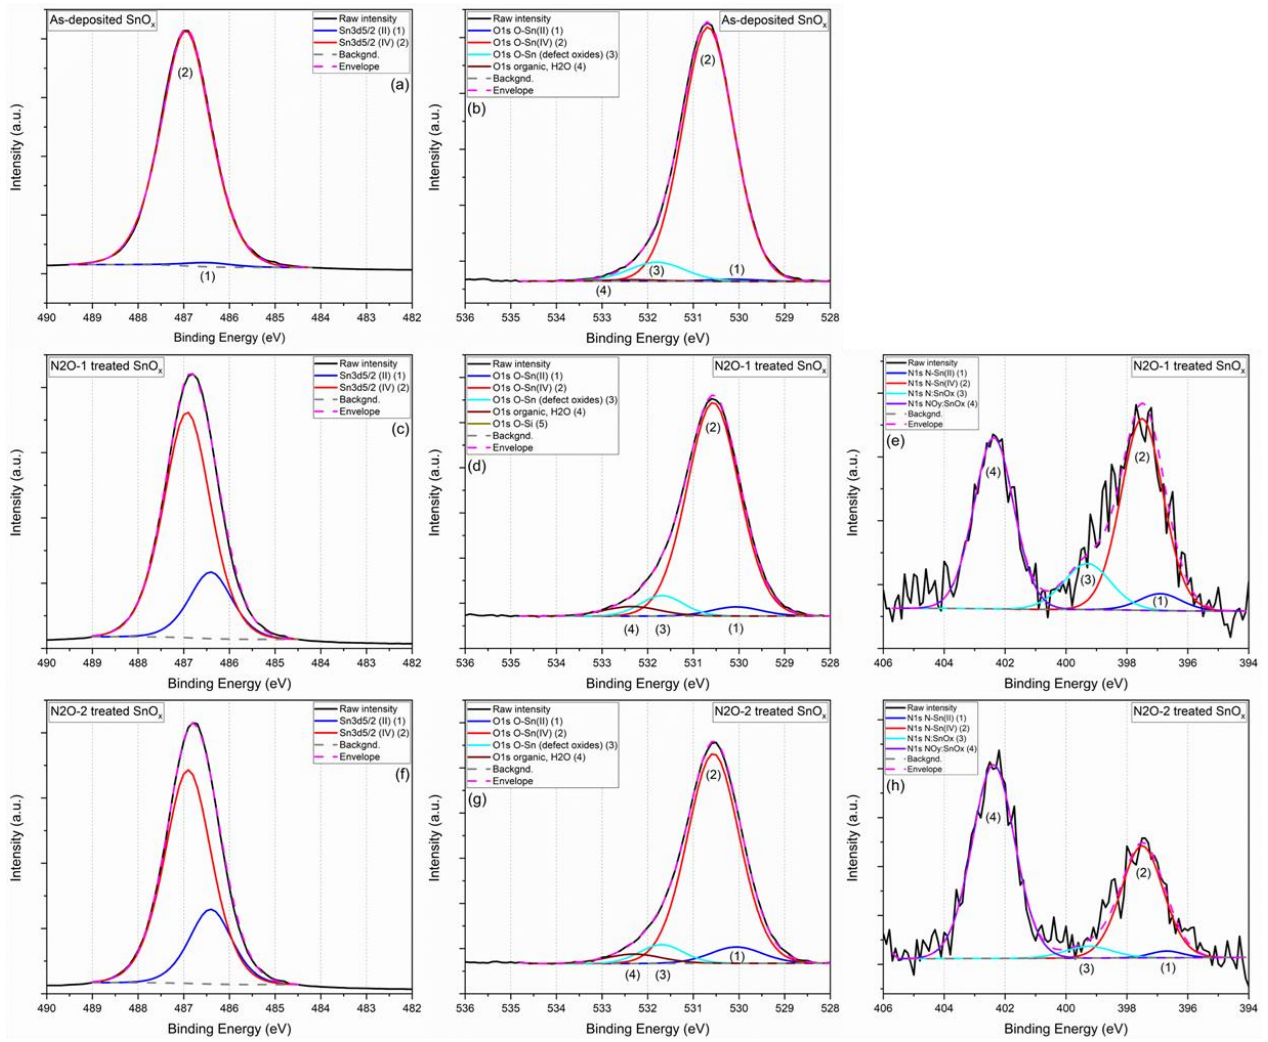 As-deposited SnOx
Raw intensity
Sn3d5/2 (II) (1)
Sn3d5/2 (IV) (2)
Backgnd.
Envelope
(a)
(2)
(1)
Intensity (a.u.)
490 489 488 487 486 485 484 483 482
Binding Energy (eV)
Raw intensity
O1s O-Sn(II) (1)
O1s O-Sn(IV) (2)
O1s O-Sn (defect oxides) (3)
O1s organic, H2O (4)
Backgnd.
Envelope
As-deposited SnOx
(b)
(2)
(3)
(1)
(4)
Intensity (a.u.)
536 535 534 533 532 531 530 529 528
Binding Energy (eV)
N2O-1 treated SnOx
Raw intensity
Sn3d5/2 (II) (1)
Sn3d5/2 (IV) (2)
Backgnd.
Envelope
(c)
Intensity (a.u.)
490 489 488 487 486 485 484 483 482
Binding Energy (eV)
Raw intensity
O1s O-Sn(II) (1)
O1s O-Sn(IV) (2)
O1s O-Sn (defect oxides) (3)
O1s organic, H2O (4)
O1s O-Si (5)
Backgnd.
Envelope
N2O-1 treated SnOx
(d)
(2)
(4) (3) (1)
Intensity (a.u.)
536 535 534 533 532 531 530 529 528
Binding Energy (eV)
Raw intensity
N1s N-Sn(II) (1)
N1s N-Sn(IV) (2)
N1s N:SnOx (3)
N1s NOy:SnOx (4)
Backgnd.
Envelope
N2O-1 treated SnOx
(e)
(2)
(4)
(3)
(1)
Intensity (a.u.)
406 404 402 400 398 396 394
Binding Energy (eV)
N2O-2 treated SnOx
Raw intensity
Sn3d5/2 (II) (1)
Sn3d5/2 (IV) (2)
Backgnd.
Envelope
(f)
Intensity (a.u.)
490 489 488 487 486 485 484 483 482
Binding Energy (eV)
Raw intensity
O1s O-Sn(II) (1)
O1s O-Sn(IV) (2)
O1s O-Sn (defect oxides) (3)
O1s organic, H2O (4)
Backgnd.
Envelope
N2O-2 treated SnOx
(g)
(2)
(1)
(4) (3)
Intensity (a.u.)
536 535 534 533 532 531 530 529 528
Binding Energy (eV)
Raw intensity
N1s N-Sn(II) (1)
N1s N-Sn(IV) (2)
N1s N:SnOx (3)
N1s NOy:SnOx (4)
Backgnd.
Envelope
N2O-2 treated SnOx
(h)
(4)
(2)
(3) (1)
Intensity (a.u.)
406 404 402 400 398 396 394
Binding Energy (eV)